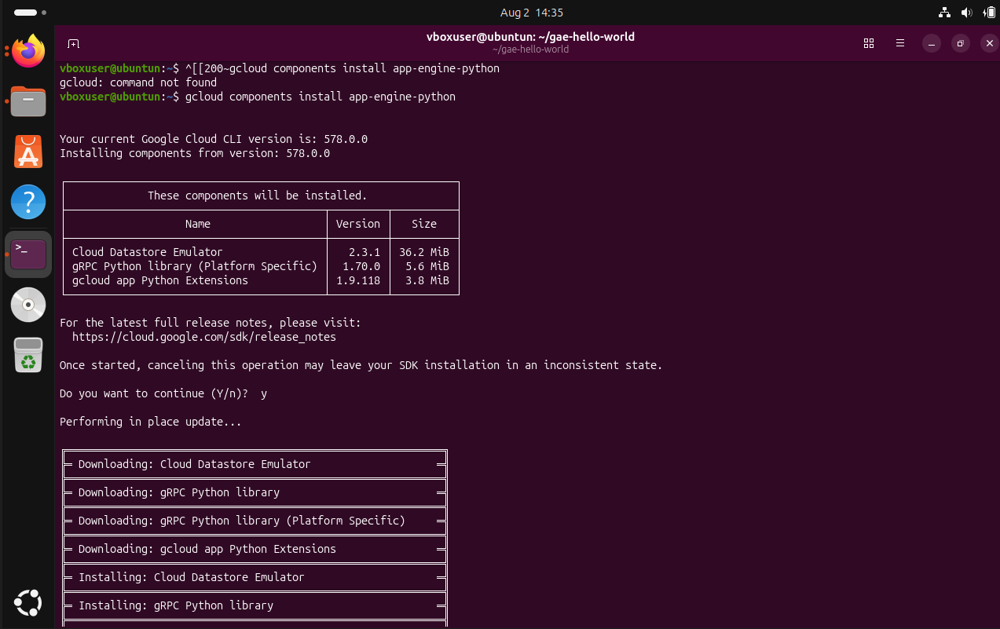 Aug 2 14:35
vboxuser@ubuntun: ~/gae-hello-world
~/gae-hello-world
vboxuser@ubuntun:~$ ^[[200~gcloud components install app-engine-python
gcloud: command not found
vboxuser@ubuntun:~$ gcloud components install app-engine-python
Your current Google Cloud CLI version is: 578.0.0
Installing components from version: 578.0.0
These components will be installed.
Name Version Size
Cloud Datastore Emulator 2.3.1 36.2 MiB
gRPC Python library (Platform Specific) 1.70.0 5.6 MiB
gcloud app Python Extensions 1.9.118 3.8 MiB
For the latest full release notes, please visit:
https://cloud.google.com/sdk/release_notes
Once started, canceling this operation may leave your SDK installation in an inconsistent state.
Do you want to continue (Y/n)? y
Performing in place update...
Downloading: Cloud Datastore Emulator
Downloading: gRPC Python library
Downloading: gRPC Python library (Platform Specific)
Downloading: gcloud app Python Extensions
Installing: Cloud Datastore Emulator
Installing: gRPC Python library